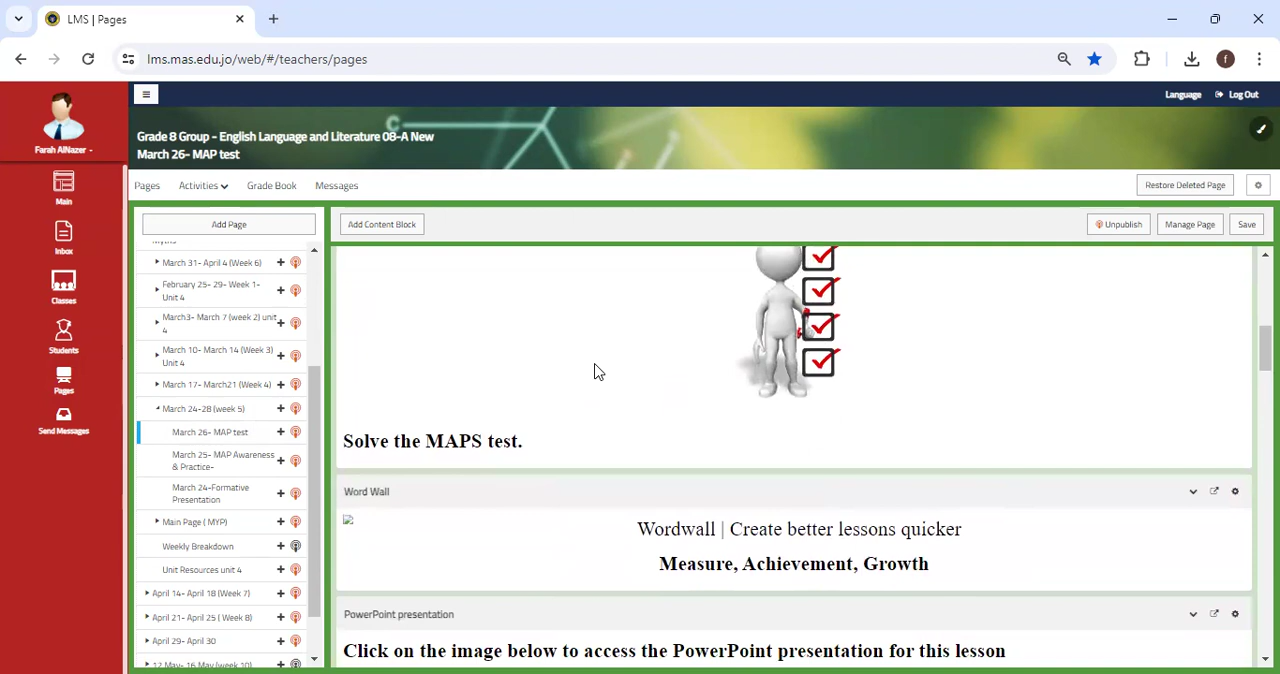 LMS | Pages
lms.mas.edu.jo/web/#/teachers/pages
f
Language
Log Out
Farah AlNazer
Grade 8 Group - English Language and Literature 08-A New
March 26- MAP test
Pages
Activities
Grade Book
Messages
Restore Deleted Page
Main
Inbox
Classes
Students
Pages
Send Messages
Add Page
Add Content Block
Unpublish
Manage Page
Save
March 31- April 4 (Week 6)
February 25- 29- Week 1-
Unit 4
March3- March 7 (week 2) unit
4
March 10- March 14 (Week 3)
Unit 4
March 17- March21 (Week 4)
March 24-28 (week 5)
March 26- MAP test
March 25- MAP Awareness
& Practice-
March 24-Formative
Presentation
Main Page ( MYP)
Weekly Breakdown
Unit Resources unit 4
April 14- April 18 (Week 7)
April 21- April 25 ( Week 8)
April 29- April 30
12 May- 16 May (week 10)
Solve the MAPS test.
Word Wall
Wordwall | Create better lessons quicker
Measure, Achievement, Growth
PowerPoint presentation
Click on the image below to access the PowerPoint presentation for this lesson